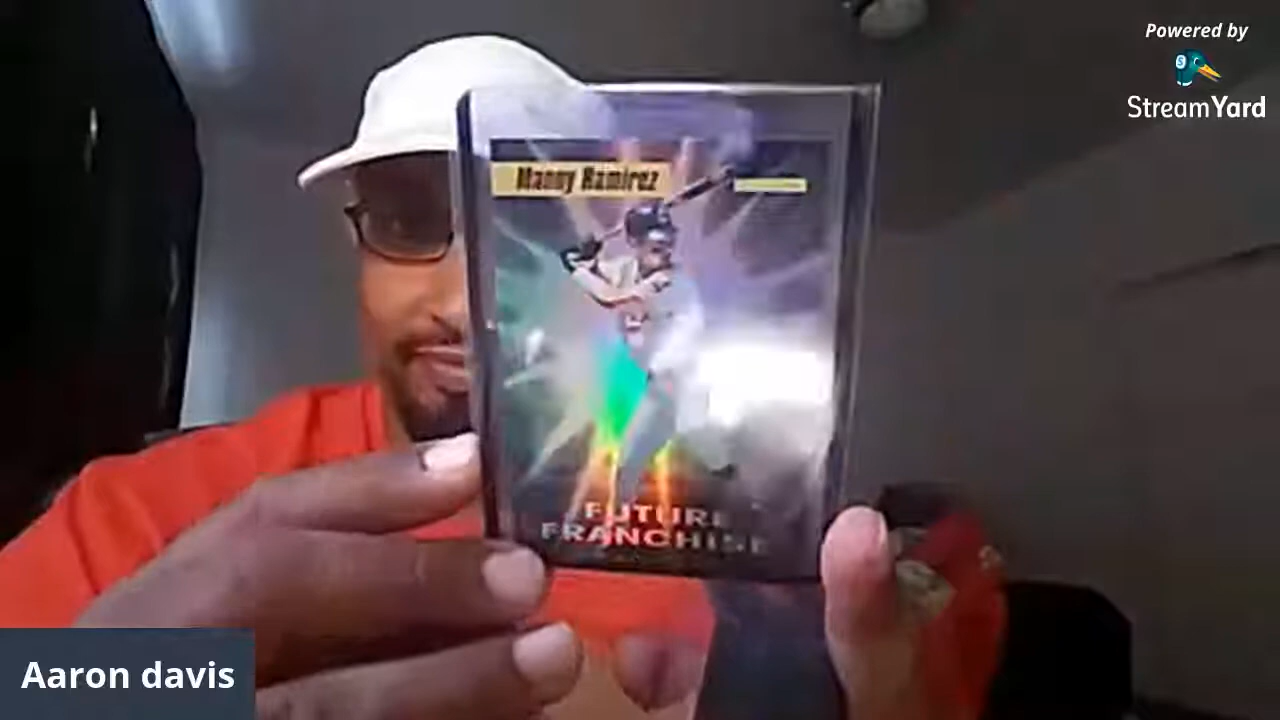 Powered by
StreamYard
Manny Ramirez
FUTURE
FRANCHISE
Aaron davis